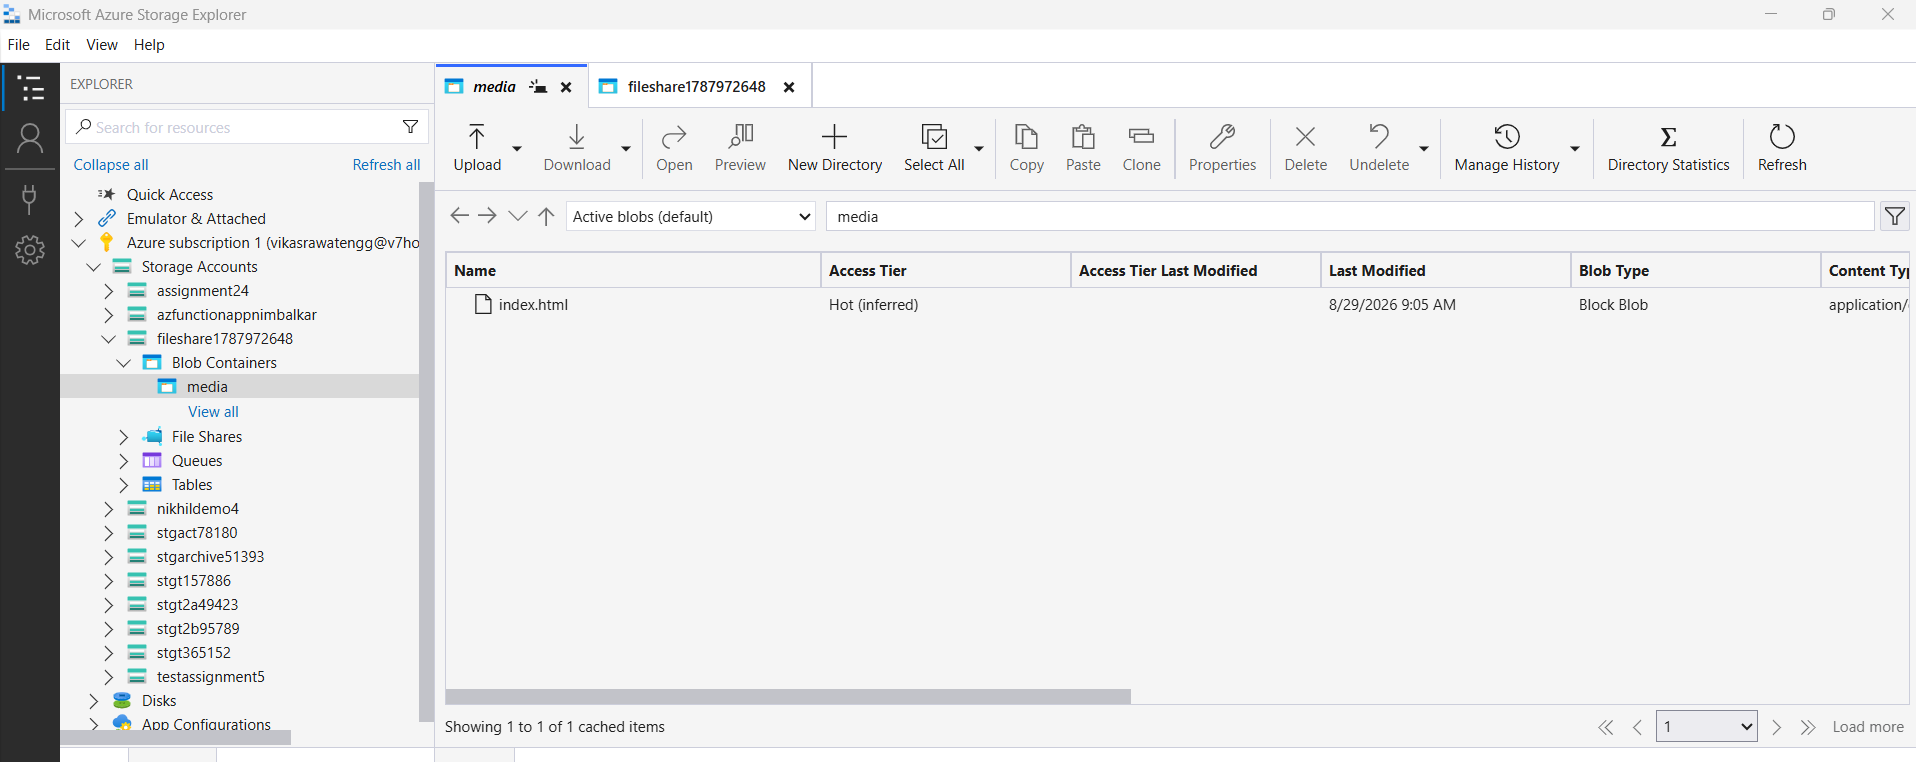 Microsoft Azure Storage Explorer
File Edit View Help
EXPLORER
Search for resources
Collapse all Refresh all
Quick Access
Emulator & Attached
Azure subscription 1 (vikasrawatengg@v7ho
Storage Accounts
assignment24
azfunctionappnimbalkar
fileshare1787972648
Blob Containers
media
View all
File Shares
Queues
Tables
nikhildemo4
stgact78180
stgarchive51393
stgt157886
stgt2a49423
stgt2b95789
stgt365152
testassignment5
Disks
App Configurations
media fileshare1787972648
Upload Download Open Preview New Directory Select All Copy Paste Clone Properties Delete Undelete Manage History Directory Statistics Refresh
Active blobs (default) media
Name Access Tier Access Tier Last Modified Last Modified Blob Type Content Typ
index.html Hot (inferred) 8/29/2026 9:05 AM Block Blob application/
Showing 1 to 1 of 1 cached items 1 Load more